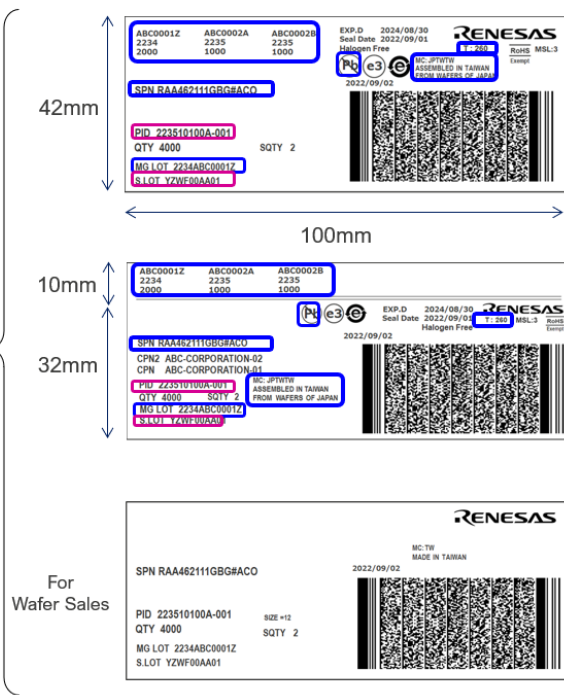 ABC0001Z ABC0002A ABC0002B
2234 2235 2235
2000 1000 1000
EXP.D 2024/08/30
Seal Date 2022/09/01
Halogen Free
RENESAS
T : 260 RoHS MSL:3
Exempt
Pb e3 e
MC: JPTWTW
ASSEMBLED IN TAIWAN
FROM WAFERS OF JAPAN
2022/09/02
SPN RAA462111GBG#ACO
42mm
PID 223510100A-001
QTY 4000 SQTY 2
MG LOT 2234ABC0001Z
S.LOT YZWF00AA01
100mm
10mm
ABC0001Z ABC0002A ABC0002B
2234 2235 2235
2000 1000 1000
Pb e3 e
EXP.D 2024/08/30
Seal Date 2022/09/01
Halogen Free
RENESAS
T : 260 MSL:3 RoHS
Exempt
2022/09/02
32mm
SPN RAA462111GBG#ACO
CPN2 ABC-CORPORATION-02
CPN ABC-CORPORATION-01
PID 223510100A-001
QTY 4000 SQTY 2
MC: JPTWTW
ASSEMBLED IN TAIWAN
FROM WAFERS OF JAPAN
MG LOT 2234ABC0001Z
S.LOT YZWF00AA01
RENESAS
MC: TW
MADE IN TAIWAN
2022/09/02
SPN RAA462111GBG#ACO
For
Wafer Sales
PID 223510100A-001 SIZE =12
QTY 4000 SQTY 2
MG LOT 2234ABC0001Z
S.LOT YZWF00AA01